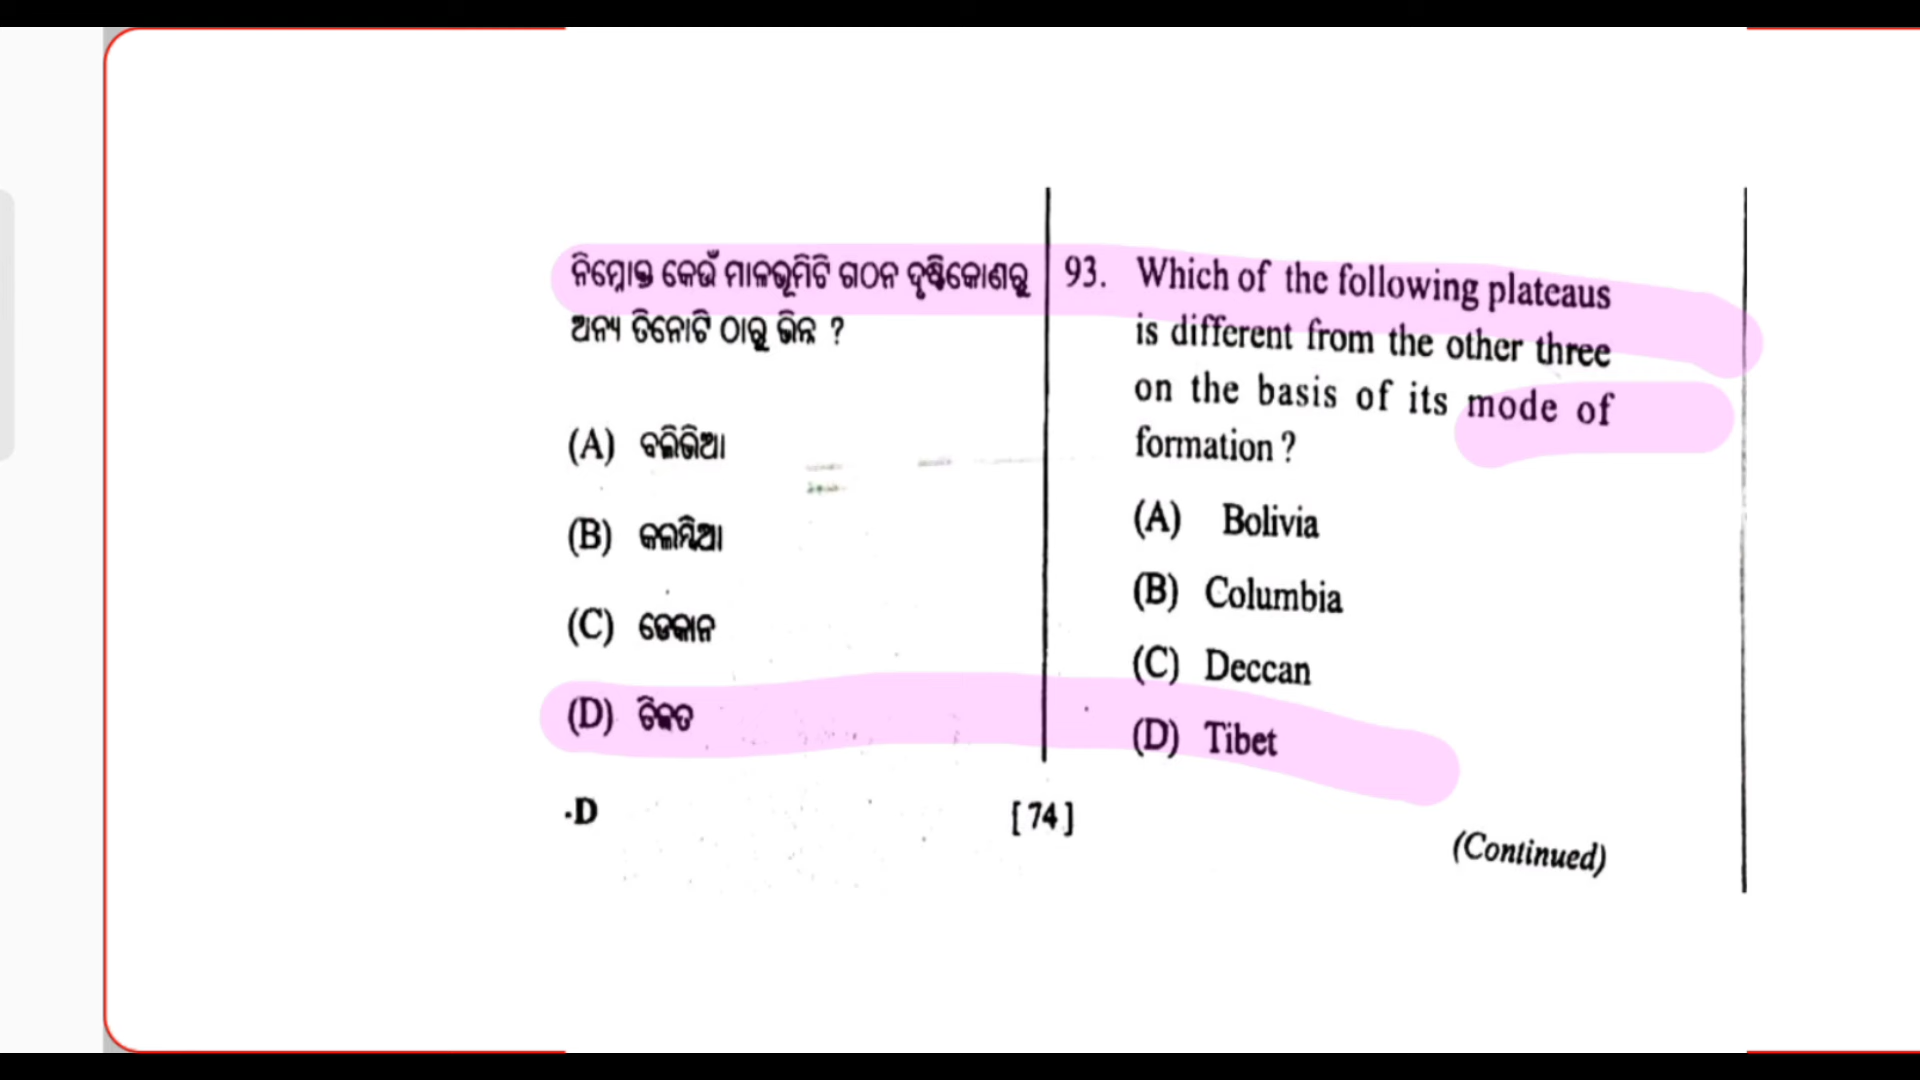 ନିମ୍ନୋକ୍ତ କେଉଁ ମାଳଭୂମିଟି ଗଠନ ଦୃଷ୍ଟିକୋଣରୁ
ଅନ୍ୟ ତିନୋଟି ଠାରୁ ଭିନ୍ନ ?
(A) ବଲିଭିଆ
(B) କଲମ୍ବିଆ
(C) ଡେକାନ
(D) ତିବ୍ବତ
·D
[ 74 ]
93. Which of the following plateaus
is different from the other three
on the basis of its mode of
formation ?
(A) Bolivia
(B) Columbia
(C) Deccan
(D) Tibet
(Continued)